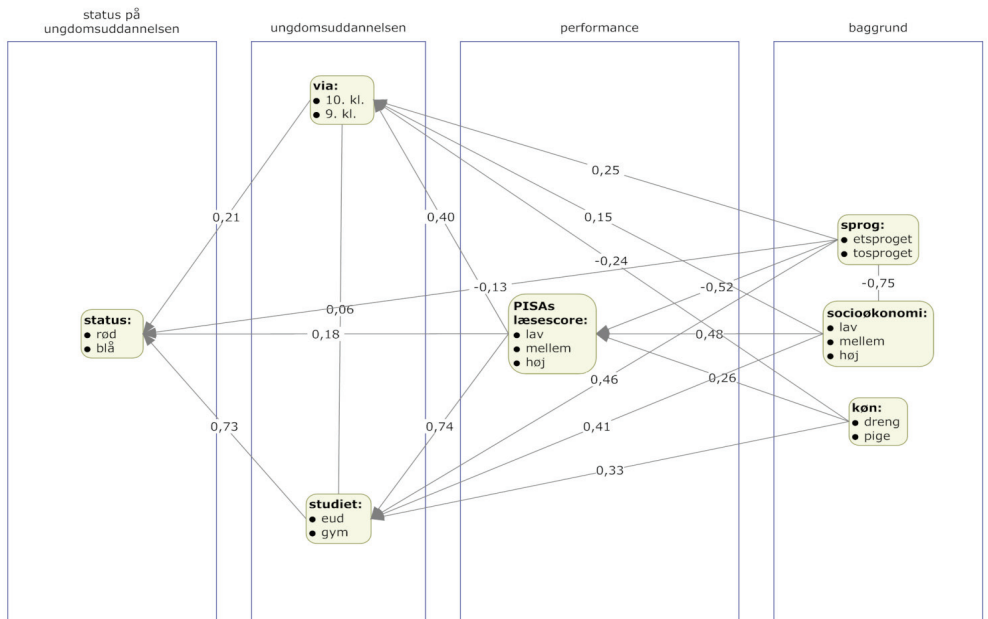 status på
ungdomsuddannelsen
ungdomsuddannelsen
performance
baggrund
via:
● 10. kl.
● 9. kl.
0,25
0,21
0,40
0,15
sprog:
● etsproget
● tosproget
-0,24
-0,75
-0,52
-0,13
0,06
status:
● rød
● blå
0,18
PISAs
læsescore:
● lav
● mellem
● høj
0,48
socioøkonomi:
● lav
● mellem
● høj
0,46
0,26
køn:
● dreng
● pige
0,73
0,74
0,41
0,33
studiet:
● eud
● gym